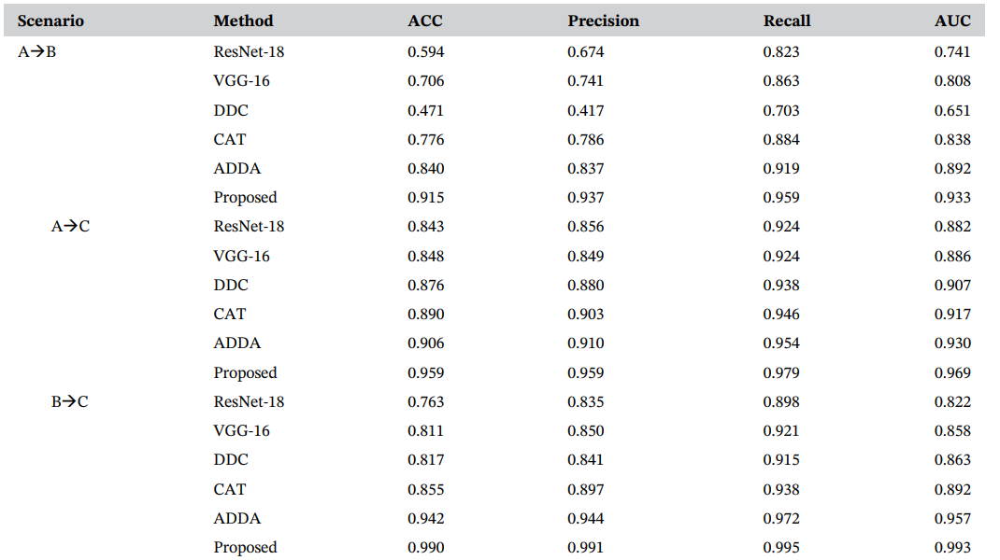 Scenario Method ACC Precision Recall AUC
A→B ResNet-18 0.594 0.674 0.823 0.741
VGG-16 0.706 0.741 0.863 0.808
DDC 0.471 0.417 0.703 0.651
CAT 0.776 0.786 0.884 0.838
ADDA 0.840 0.837 0.919 0.892
Proposed 0.915 0.937 0.959 0.933
A→C ResNet-18 0.843 0.856 0.924 0.882
VGG-16 0.848 0.849 0.924 0.886
DDC 0.876 0.880 0.938 0.907
CAT 0.890 0.903 0.946 0.917
ADDA 0.906 0.910 0.954 0.930
Proposed 0.959 0.959 0.979 0.969
B→C ResNet-18 0.763 0.835 0.898 0.822
VGG-16 0.811 0.850 0.921 0.858
DDC 0.817 0.841 0.915 0.863
CAT 0.855 0.897 0.938 0.892
ADDA 0.942 0.944 0.972 0.957
Proposed 0.990 0.991 0.995 0.993